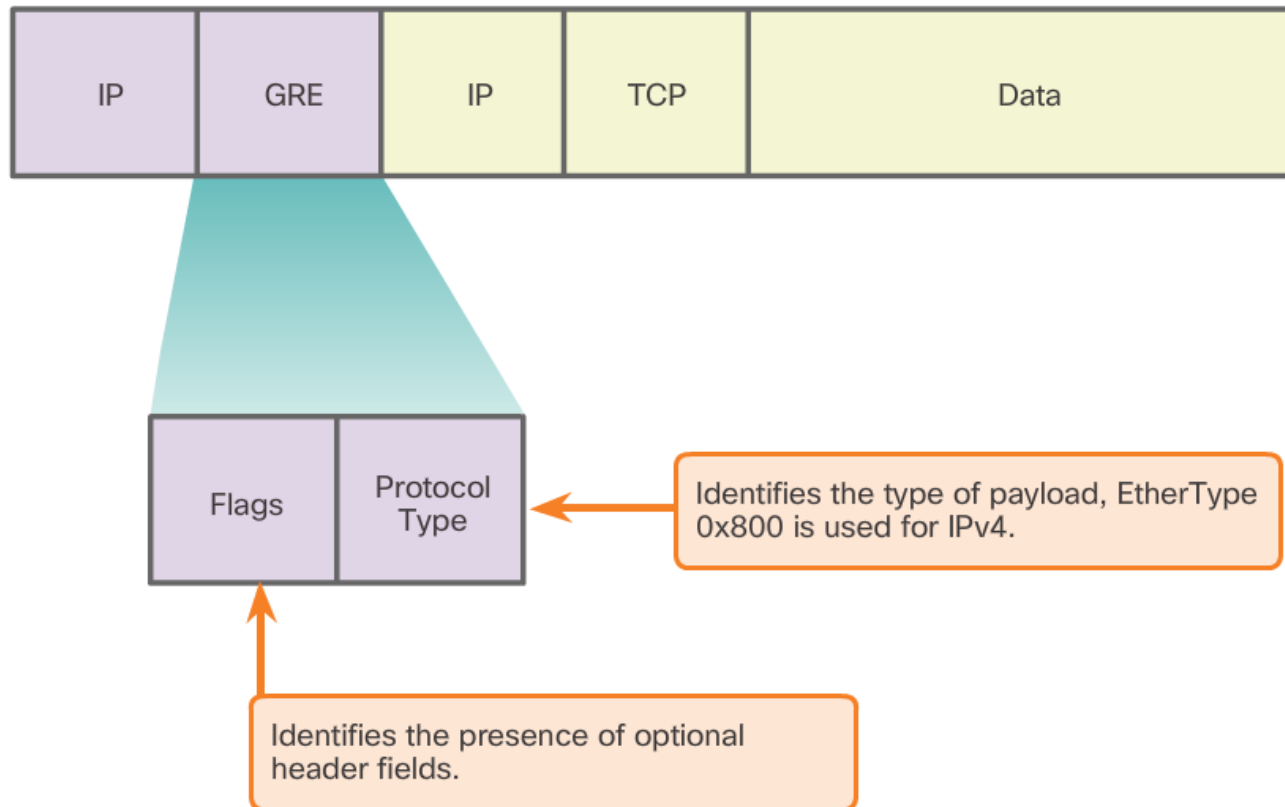 IP
GRE
IP
TCP
Data
Flags
Protocol
Type
Identifies the type of payload, EtherType
0x800 is used for IPv4.
Identifies the presence of optional
header fields.